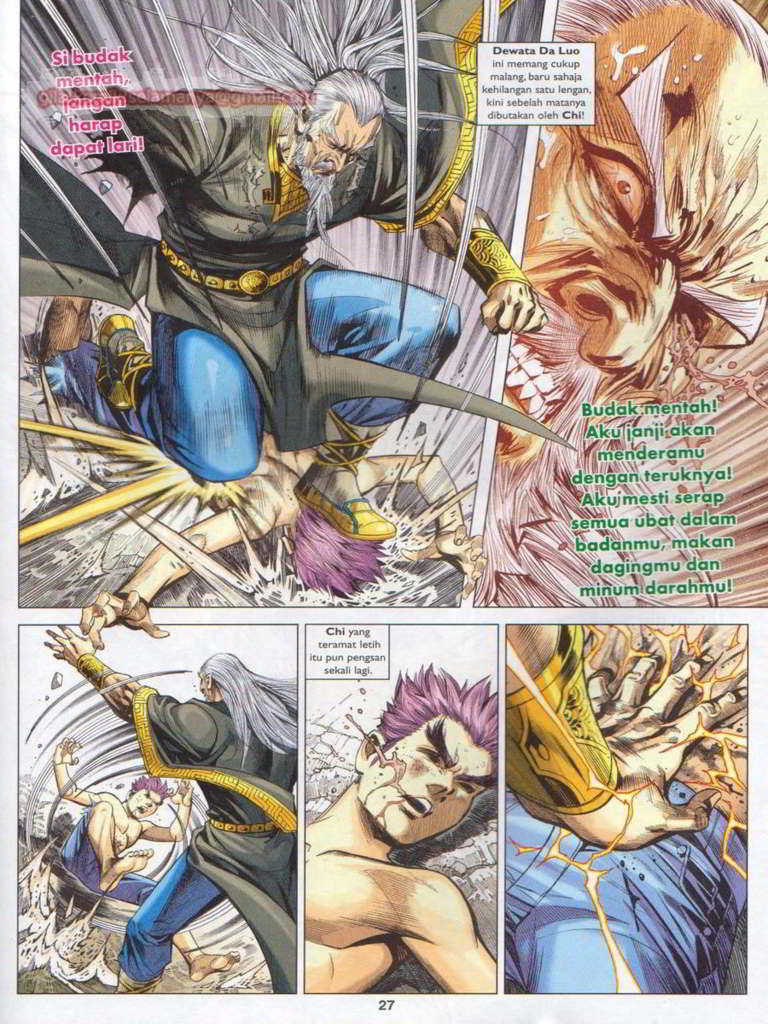 Si budak
mentah,
jangan
harap
dapat lari!
Dewata Da Luo
ini memang cukup
malang, baru sahaja
kehilangan satu lengan,
kini sebelah matanya
dibutakan oleh Chi!
Budak mentah!
Aku janji akan
menderamu
dengan teruknya!
Aku mesti serap
semua ubat dalam
badanmu, makan
dagingmu dan
minum darahmu!
Chi yang
teramat letih
itu pun pengsan
sekali lagi.
27